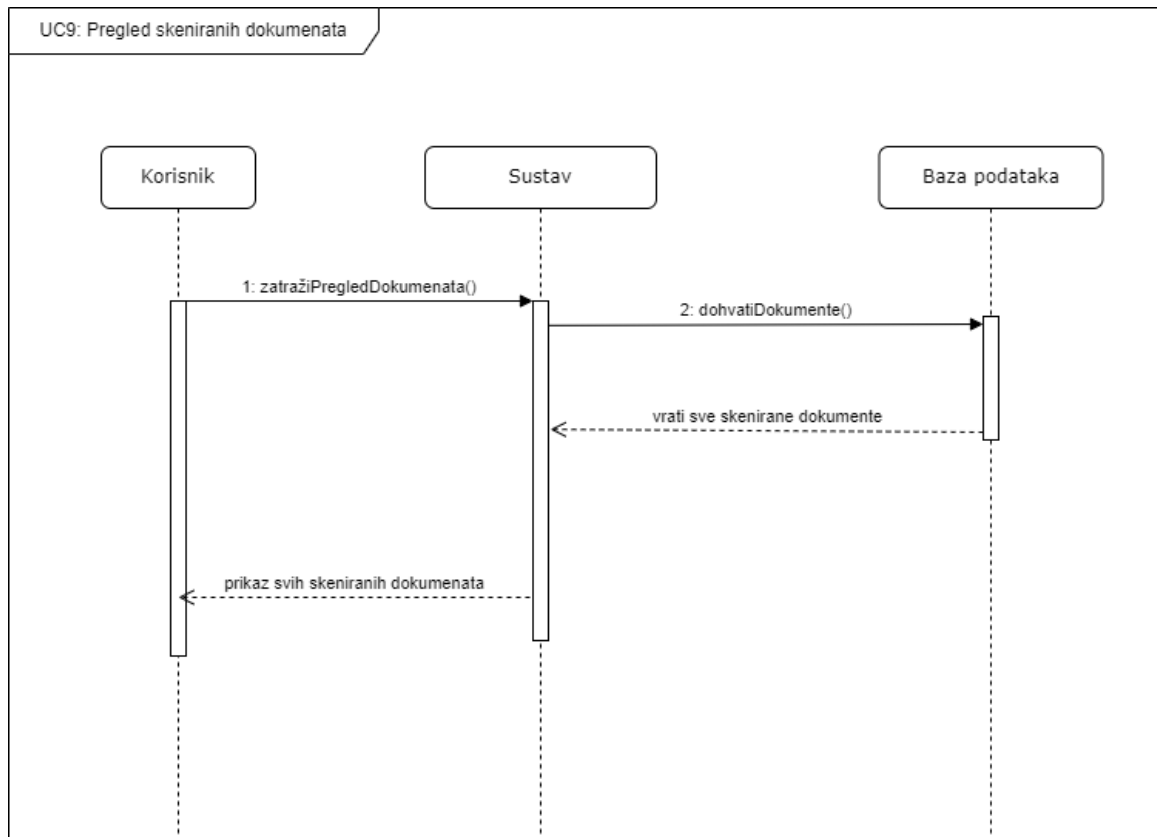 UC9: Pregled skeniranih dokumenata
Korisnik
Sustav
Baza podataka
1: zatražiPregledDokumenata()
2: dohvatiDokumente()
vrati sve skenirane dokumente
prikaz svih skeniranih dokumenata